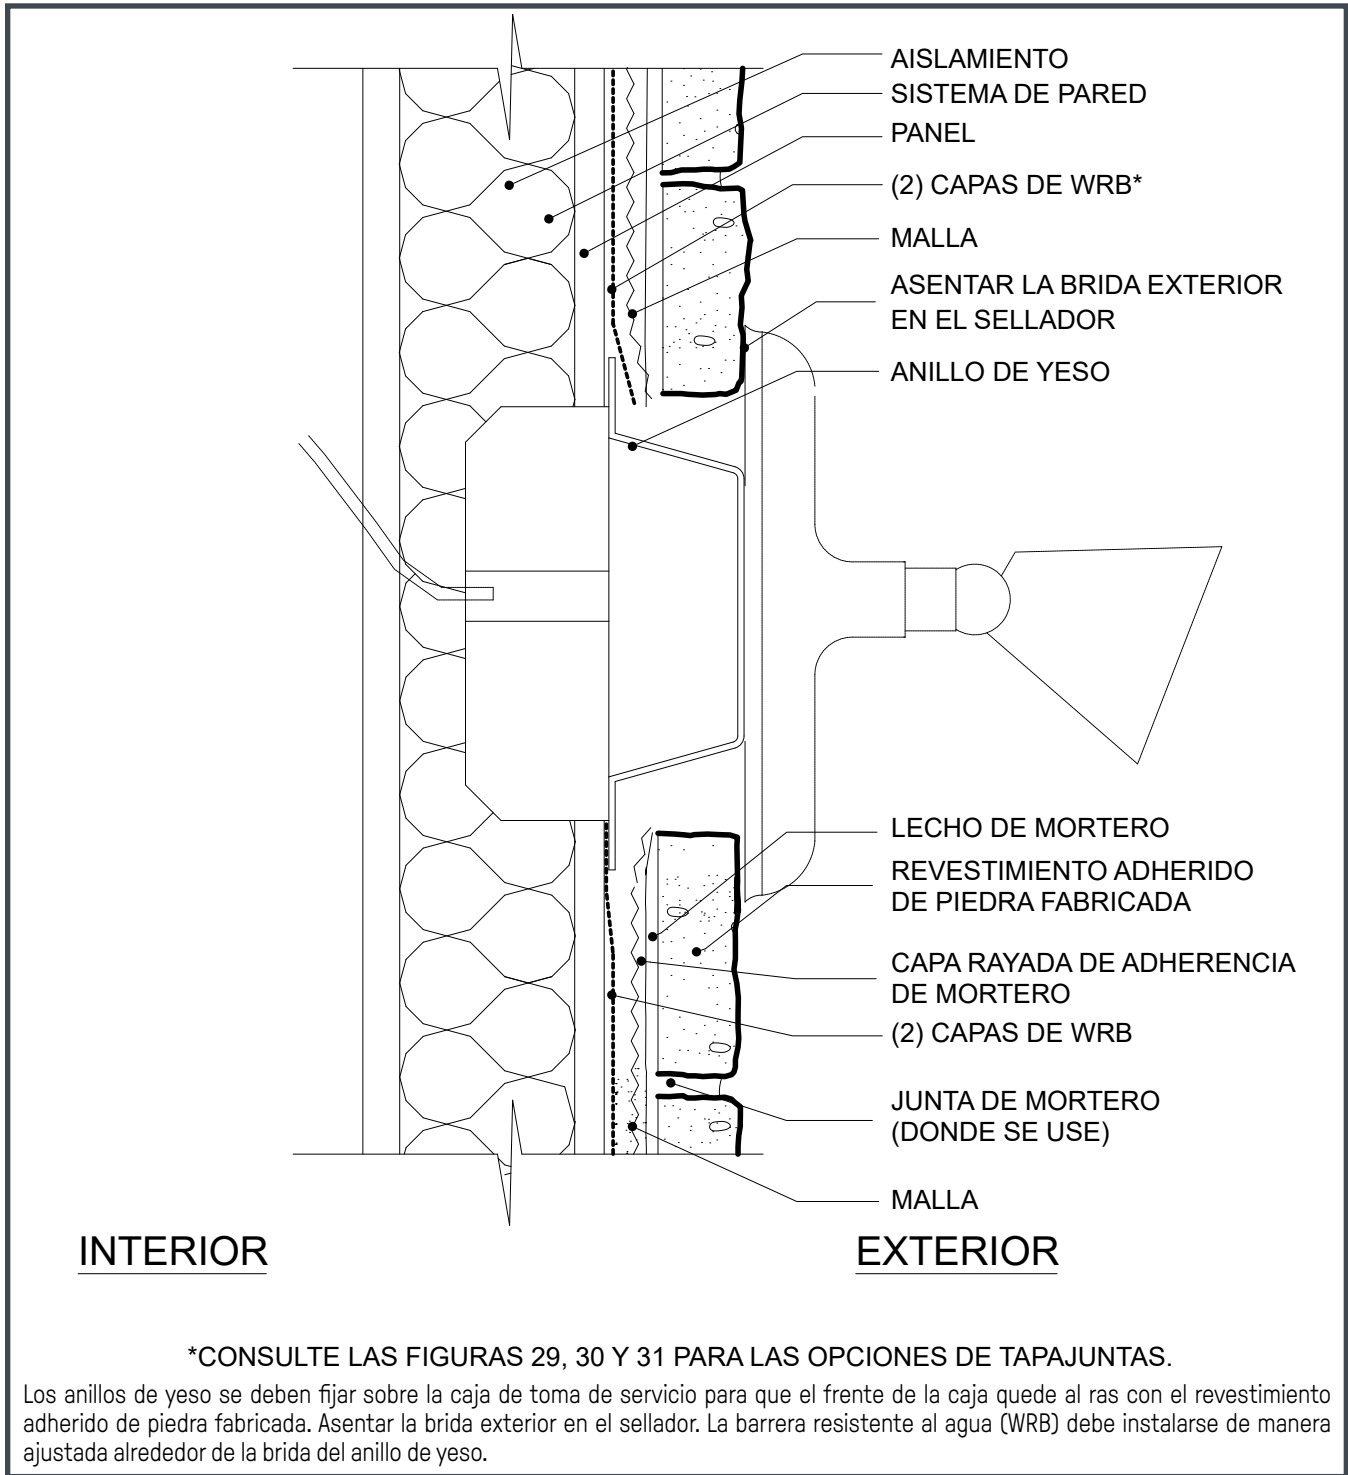 AISLAMIENTO
SISTEMA DE PARED
PANEL
(2) CAPAS DE WRB*
MALLA
ASENTAR LA BRIDA EXTERIOR
EN EL SELLADOR
ANILLO DE YESO
LECHO DE MORTERO
REVESTIMIENTO ADHERIDO
DE PIEDRA FABRICADA
CAPA RAYADA DE ADHERENCIA
DE MORTERO
(2) CAPAS DE WRB
JUNTA DE MORTERO
(DONDE SE USE)
MALLA
INTERIOR
EXTERIOR
*CONSULTE LAS FIGURAS 29, 30 Y 31 PARA LAS OPCIONES DE TAPAJUNTAS.
Los anillos de yeso se deben fijar sobre la caja de toma de servicio para que el frente de la caja quede al ras con el revestimiento
adherido de piedra fabricada. Asentar la brida exterior en el sellador. La barrera resistente al agua (WRB) debe instalarse de manera
ajustada alrededor de la brida del anillo de yeso.